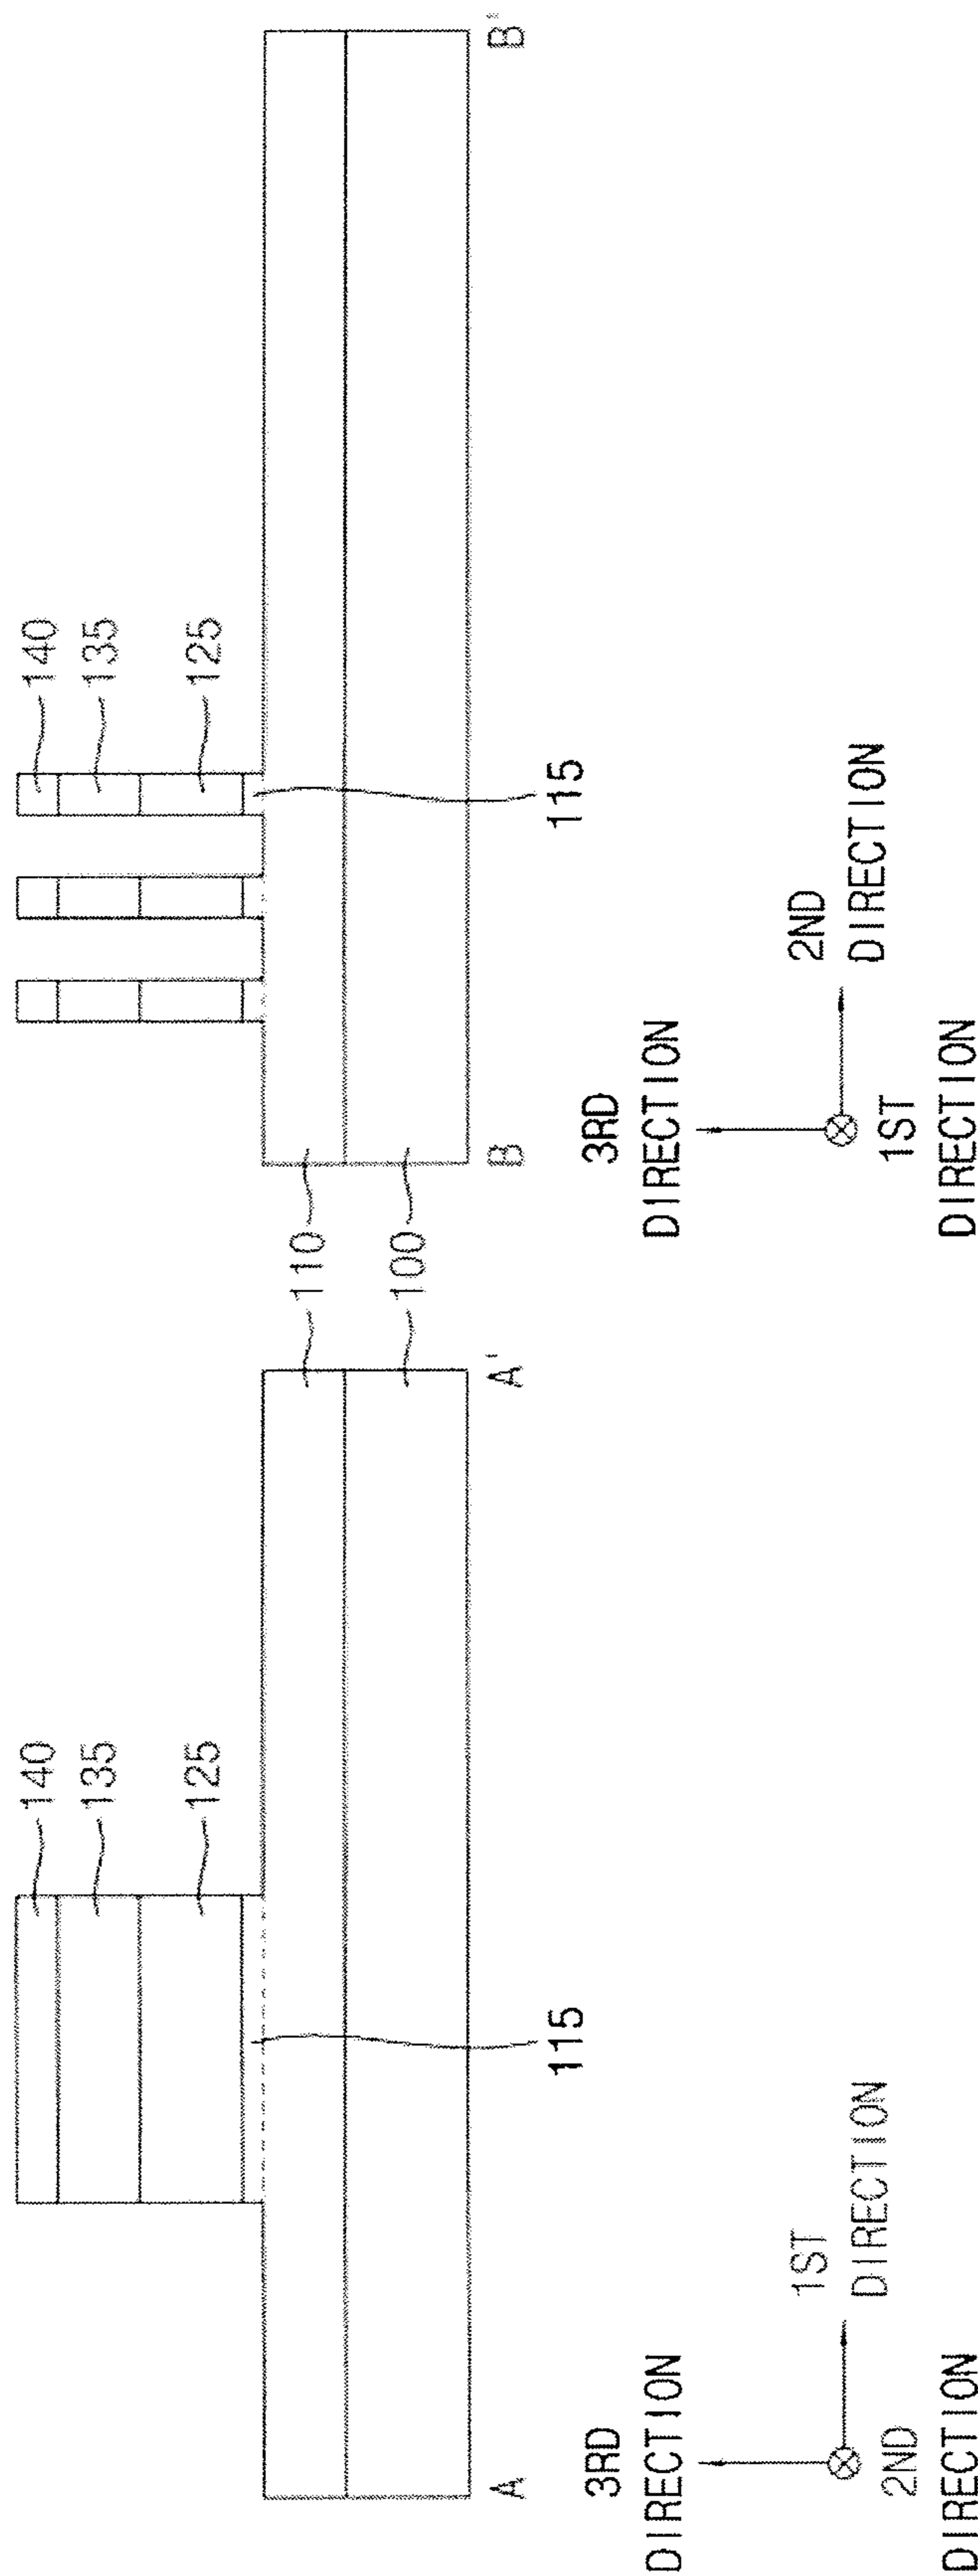 140
135
125
115
A
A'
3RD
DIRECTION
1ST
DIRECTION
2ND
DIRECTION
110
100
140
135
125
115
B
B'
3RD
DIRECTION
2ND
DIRECTION
1ST
DIRECTION